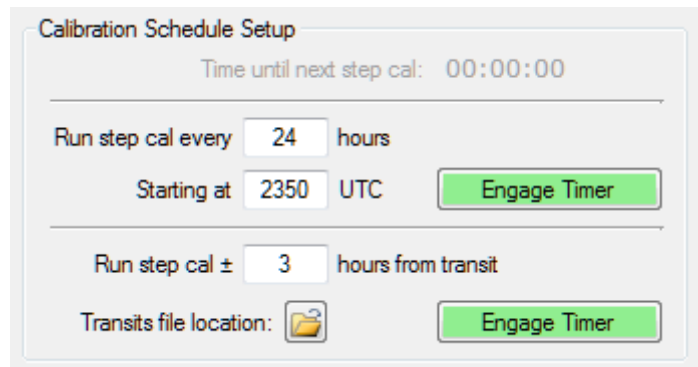 Calibration Schedule Setup
Time until next step cal: 00:00:00
Run step cal every 24 hours
Starting at 2350 UTC Engage Timer
Run step cal ± 3 hours from transit
Transits file location: Engage Timer